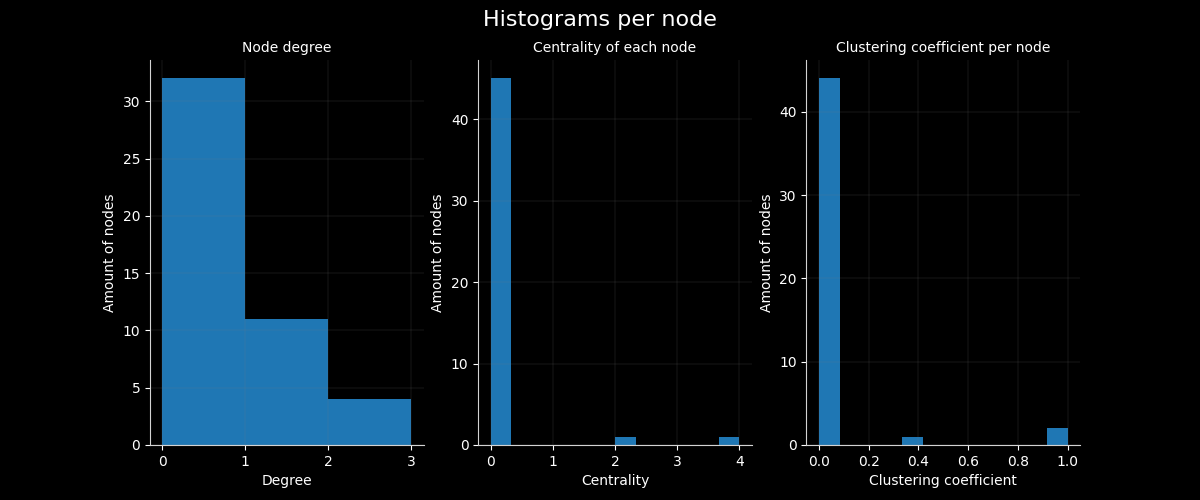 Histograms per node
Node degree
Amount of nodes
30
25
20
15
10
5
0
0 1 2 3
Degree
Centrality of each node
Amount of nodes
40
30
20
10
0
0 1 2 3 4
Centrality
Clustering coefficient per node
Amount of nodes
40
30
20
10
0
0.0 0.2 0.4 0.6 0.8 1.0
Clustering coefficient